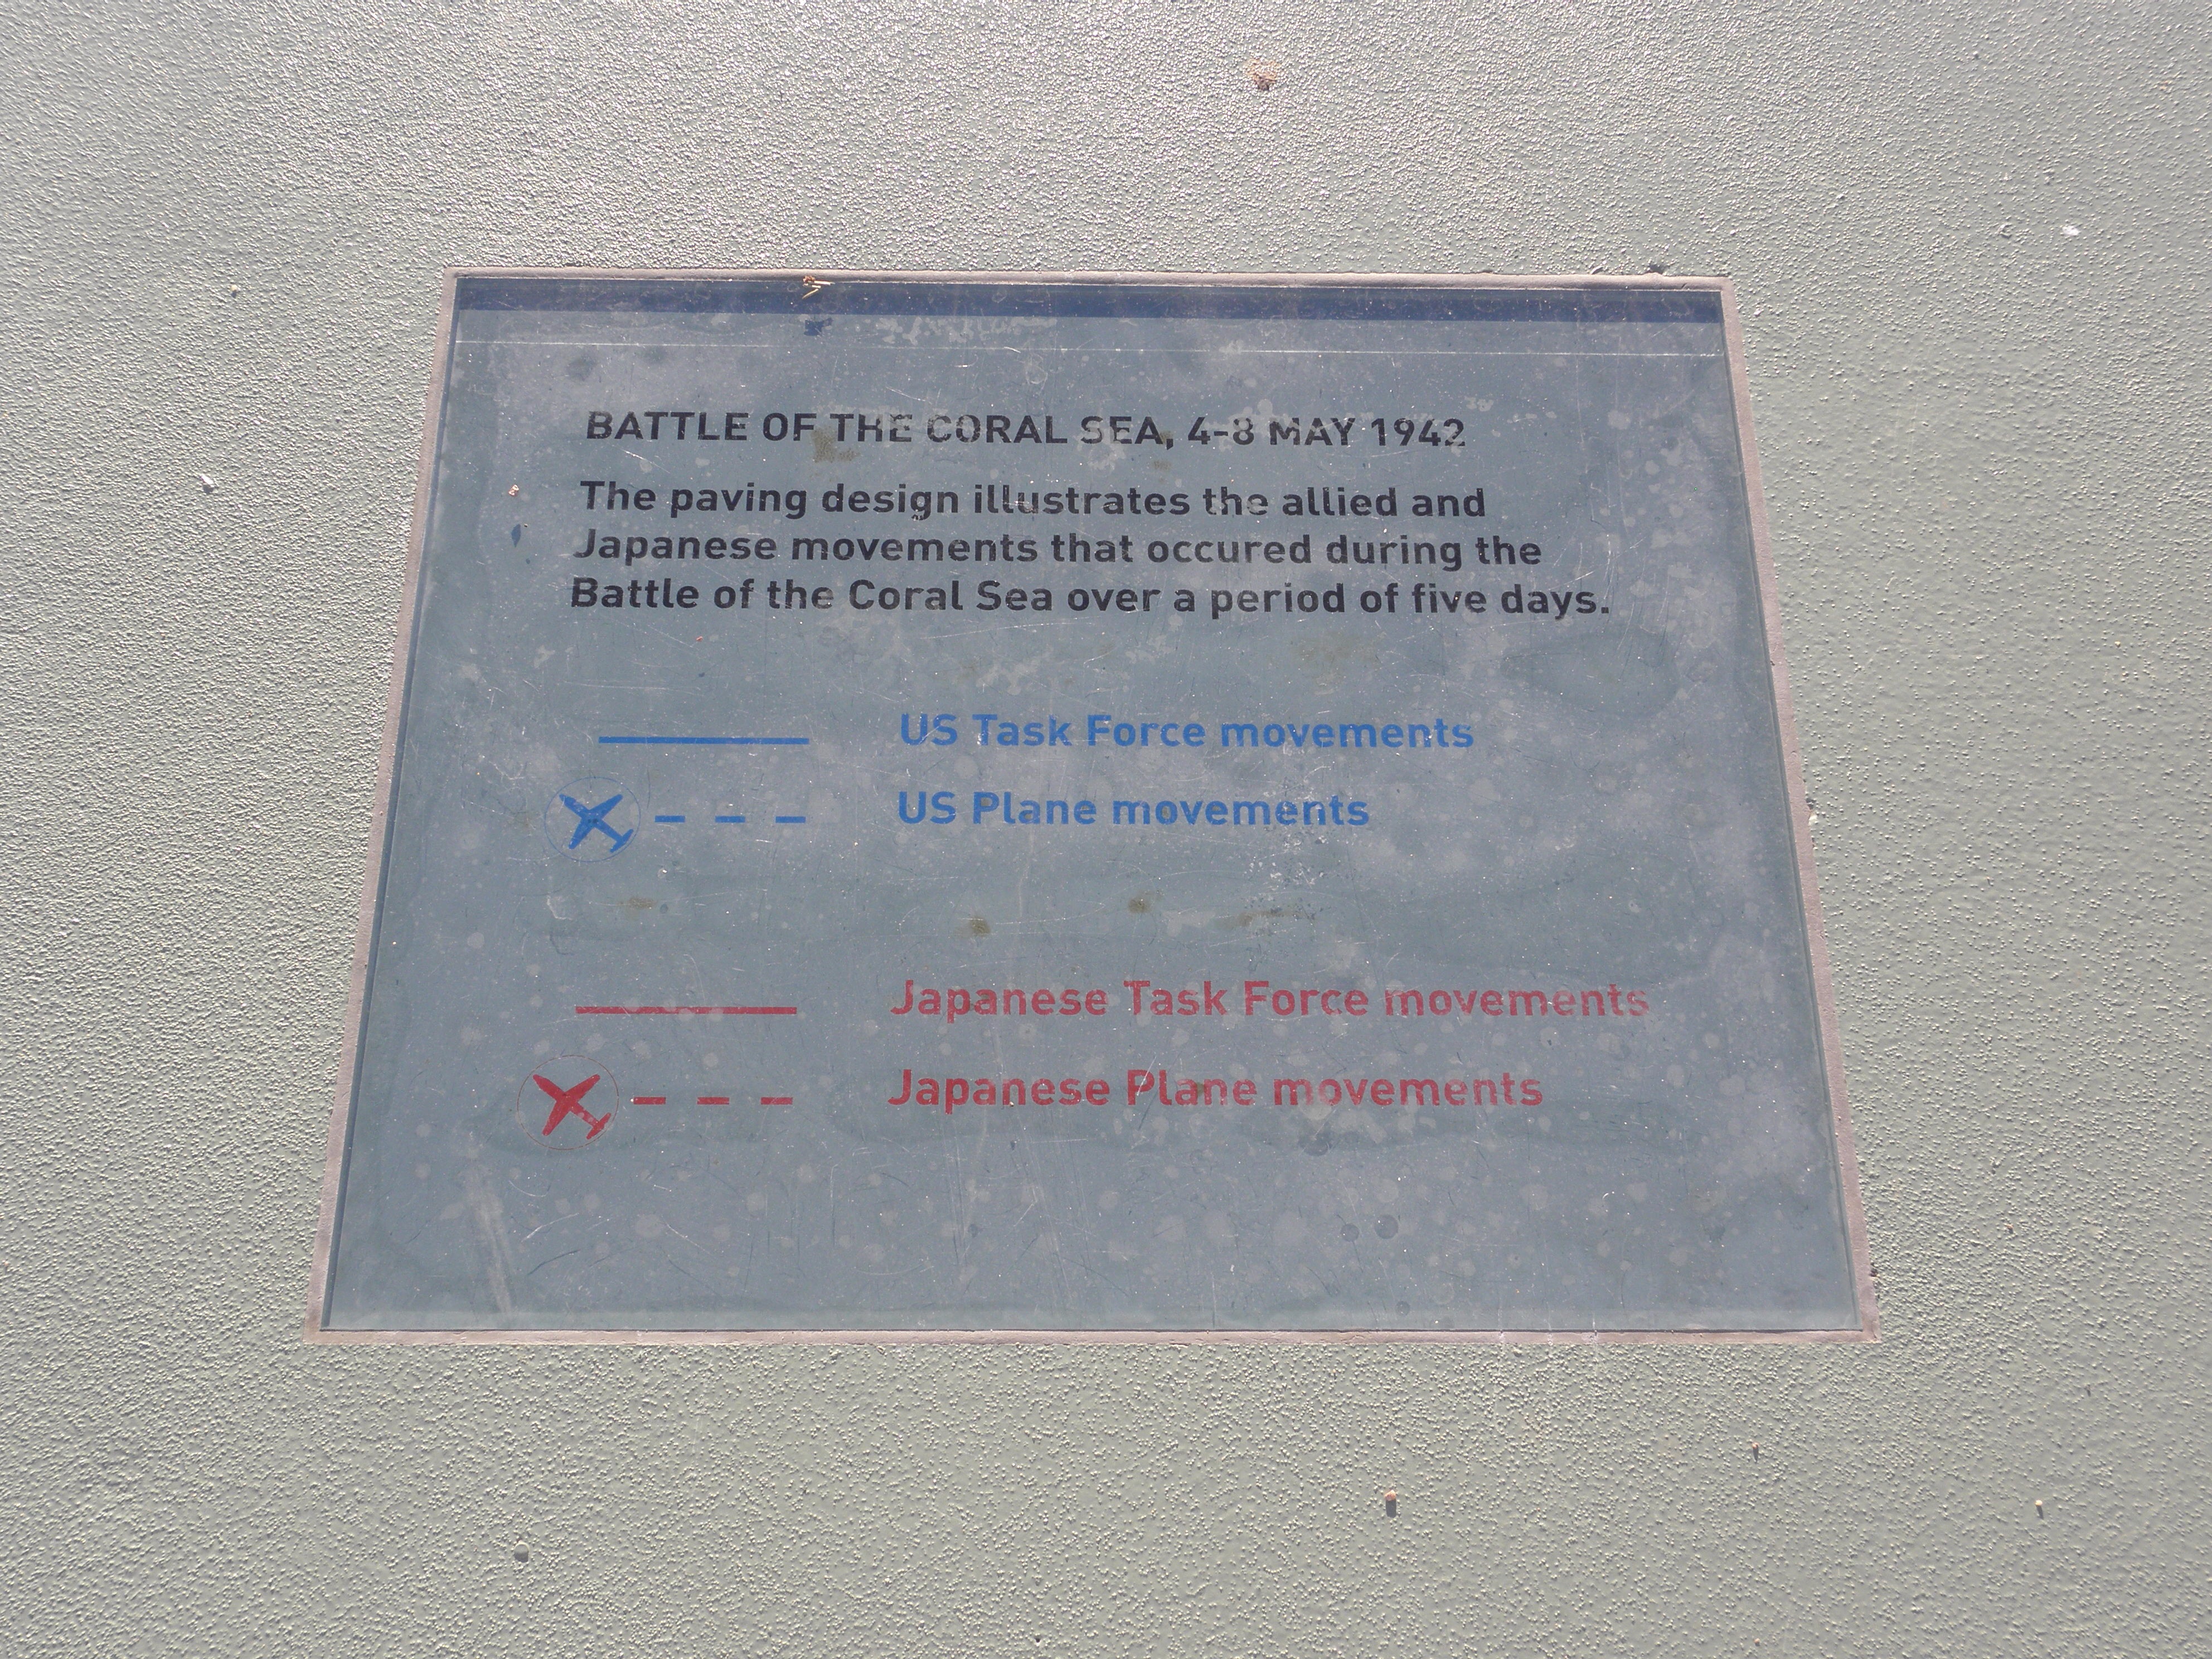 BATTLE OF THE CORAL SEA, 4-8 MAY 1942
The paving design illustrates the allied and
Japanese movements that occured during the
Battle of the Coral Sea over a period of five days.
US Task Force movements
US Plane movements
Japanese Task Force movements
Japanese Plane movements